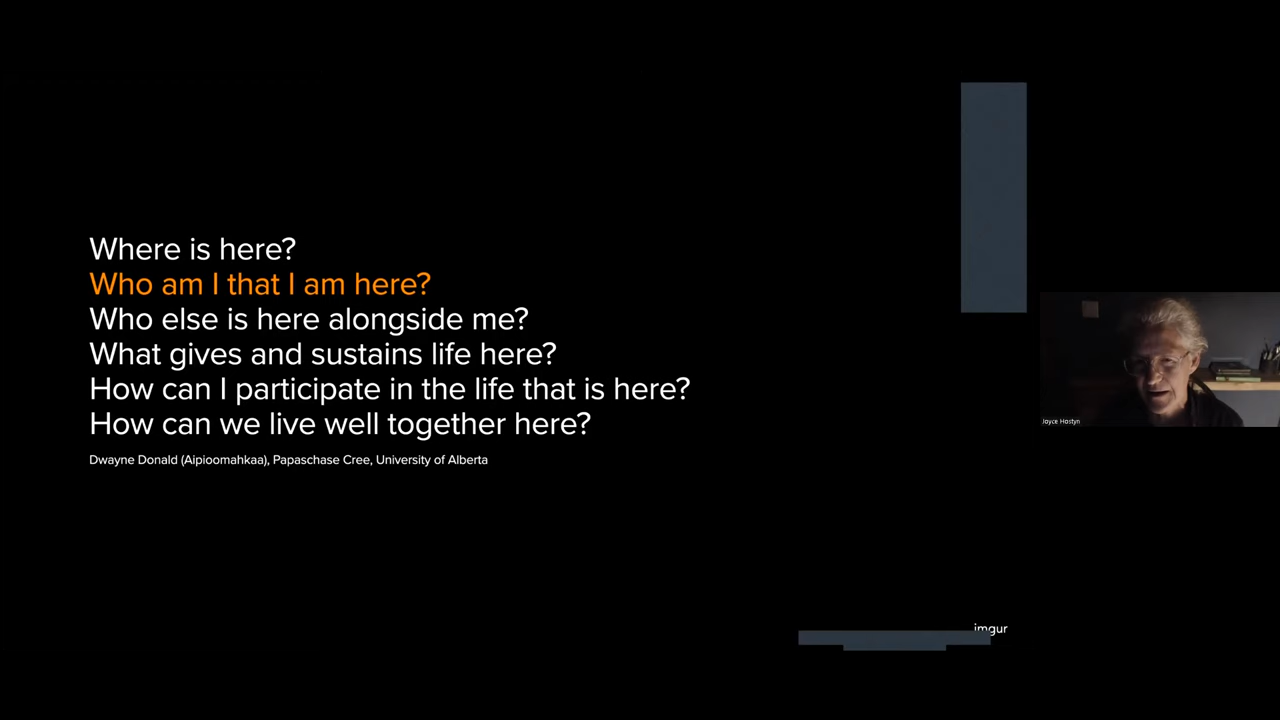 Where is here?
Who am I that I am here?
Who else is here alongside me?
What gives and sustains life here?
How can I participate in the life that is here?
How can we live well together here?
Dwayne Donald (Aipioomahkaa), Papaschase Cree, University of Alberta
Joyce Hostyn
imgur